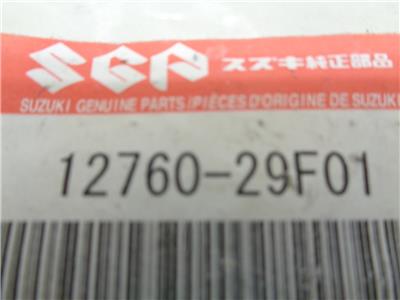 SGP スズキ純正部品
SUZUKI GENUINE PARTS/PIÈCES D'ORIGINE DE SUZUKI
12760-29F01